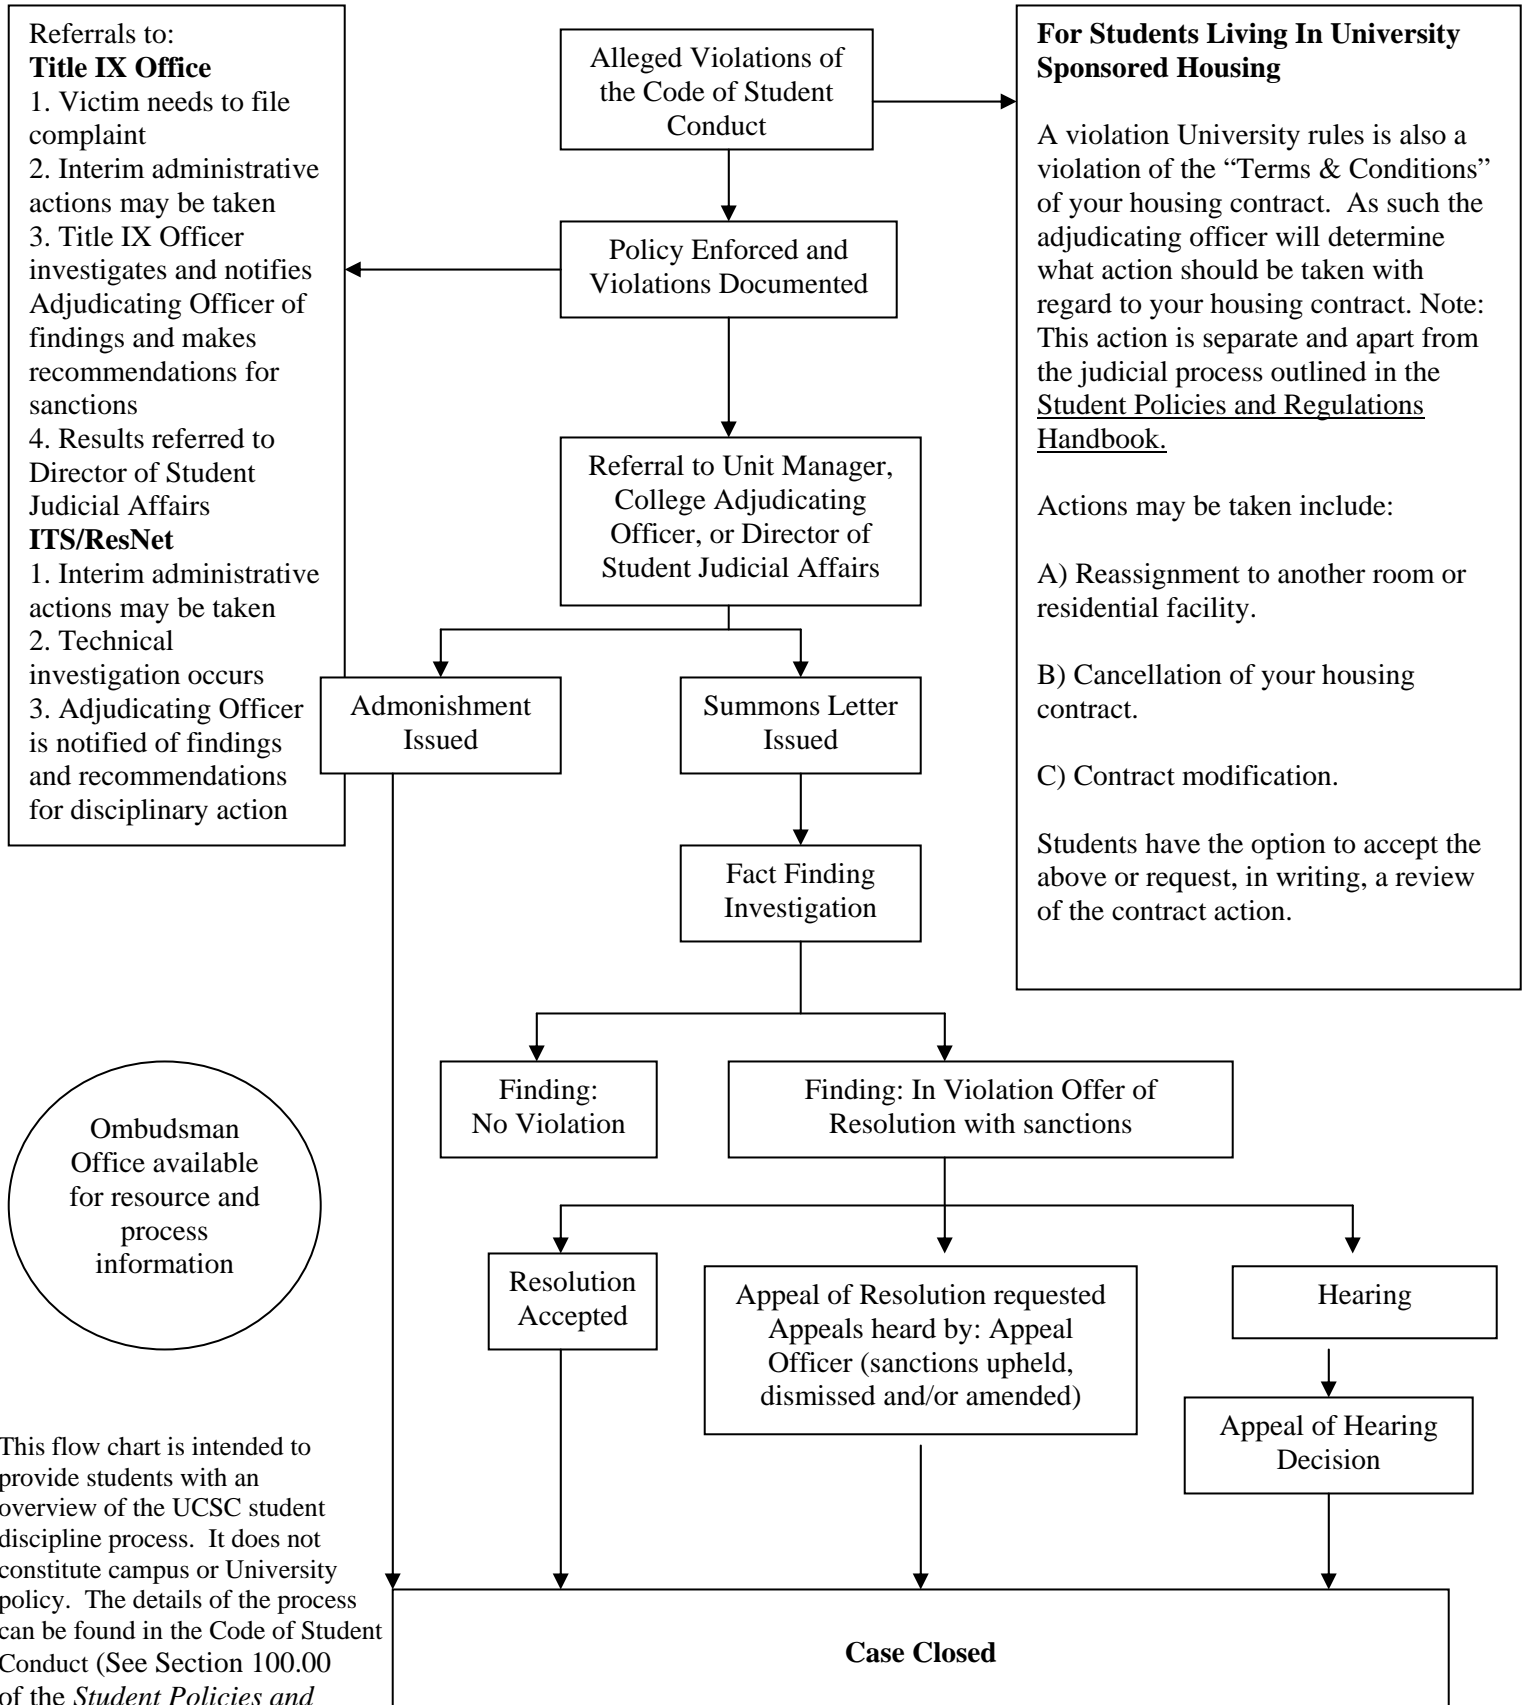 Referrals to:
Title IX Office
1. Victim needs to file
complaint
2. Interim administrative
actions may be taken
3. Title IX Officer
investigates and notifies
Adjudicating Officer of
findings and makes
recommendations for
sanctions
4. Results referred to
Director of Student
Judicial Affairs
ITS/ResNet
1. Interim administrative
actions may be taken
2. Technical
investigation occurs
3. Adjudicating Officer
is notified of findings
and recommendations
for disciplinary action
Alleged Violations of
the Code of Student
Conduct
Policy Enforced and
Violations Documented
Referral to Unit Manager,
College Adjudicating
Officer, or Director of
Student Judicial Affairs
Admonishment
Issued
Summons Letter
Issued
Fact Finding
Investigation
Finding:
No Violation
Finding: In Violation Offer of
Resolution with sanctions
Resolution
Accepted
Appeal of Resolution requested
Appeals heard by: Appeal
Officer (sanctions upheld,
dismissed and/or amended)
Hearing
Appeal of Hearing
Decision
Case Closed
For Students Living In University
Sponsored Housing
A violation University rules is also a
violation of the “Terms & Conditions”
of your housing contract. As such the
adjudicating officer will determine
what action should be taken with
regard to your housing contract. Note:
This action is separate and apart from
the judicial process outlined in the
Student Policies and Regulations
Handbook.
Actions may be taken include:
A) Reassignment to another room or
residential facility.
B) Cancellation of your housing
contract.
C) Contract modification.
Students have the option to accept the
above or request, in writing, a review
of the contract action.
Ombudsman
Office available
for resource and
process
information
This flow chart is intended to
provide students with an
overview of the UCSC student
discipline process. It does not
constitute campus or University
policy. The details of the process
can be found in the Code of Student
Conduct (See Section 100.00
of the Student Policies and